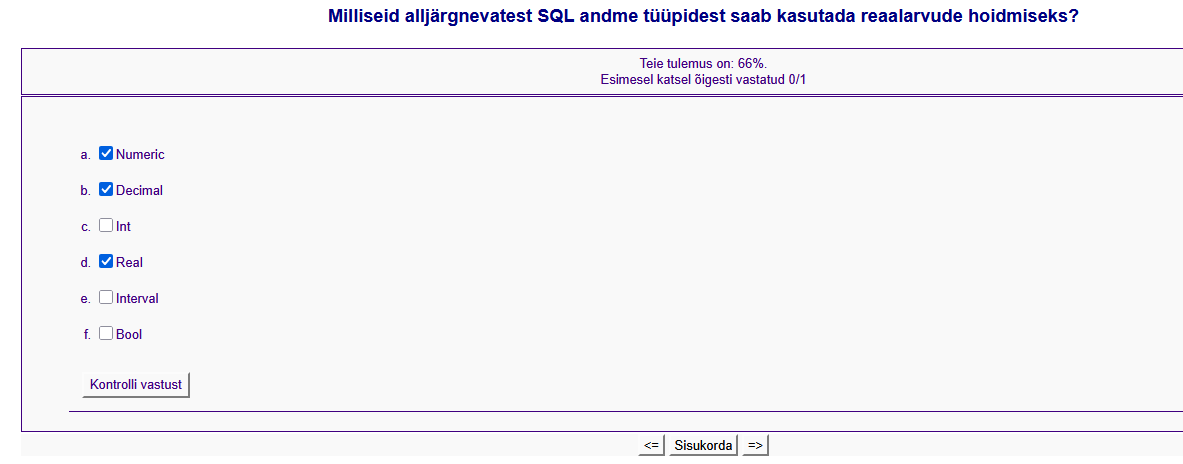 Milliseid alljärgnevatest SQL andme tüüpidest saab kasutada reaalarvude hoidmiseks?
Teie tulemus on: 66%.
Esimesel katsel õigesti vastatud 0/1
a. Numeric
b. Decimal
c. Int
d. Real
e. Interval
f. Bool
Kontrolli vastust
<= Sisukorda =>